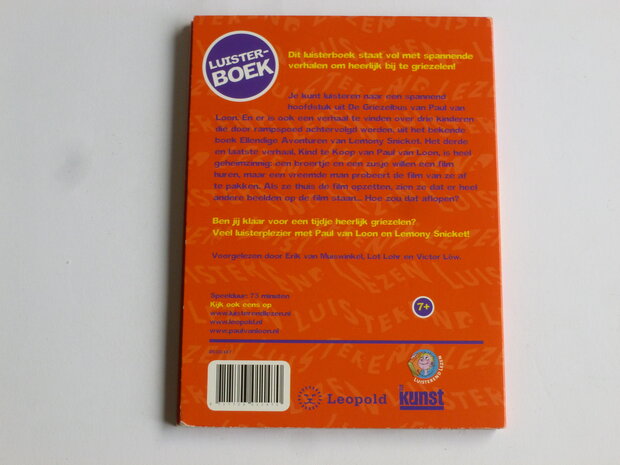 LUISTER-
BOEK
Dit luisterboek staat vol met spannende
verhalen om heerlijk bij te griezelen!
Je kunt luisteren naar een spannend
hoofdstuk uit De Griezelbus van Paul van
Loon. En er is ook een verhaal te vinden over drie kinderen
die door rampspoed achtervolgd worden, uit het bekende
boek Ellendige Avonturen van Lemony Snicket. Het derde
en laatste verhaal, Kind te Koop van Paul van Loon, is heel
geheimzinnig: een broertje en een zusje willen een film
huren, maar een vreemde man probeert de film van ze af
te pakken. Als ze thuis de film opzetten, zien ze dat er heel
andere beelden op de film staan... Hoe zou dat aflopen?
Ben jij klaar voor een tijdje heerlijk griezelen?
Veel luisterplezier met Paul van Loon en Lemony Snicket!
Voorgelezen door Erik van Muiswinkel, Lot Lohr en Victor Löw.
Speelduur: 73 minuten
Kijk ook eens op
www.luisterendlezen.nl
www.leopold.nl
www.paulvanloon.nl
7+
LUISTEREND LEZEN
Leopold
kunst